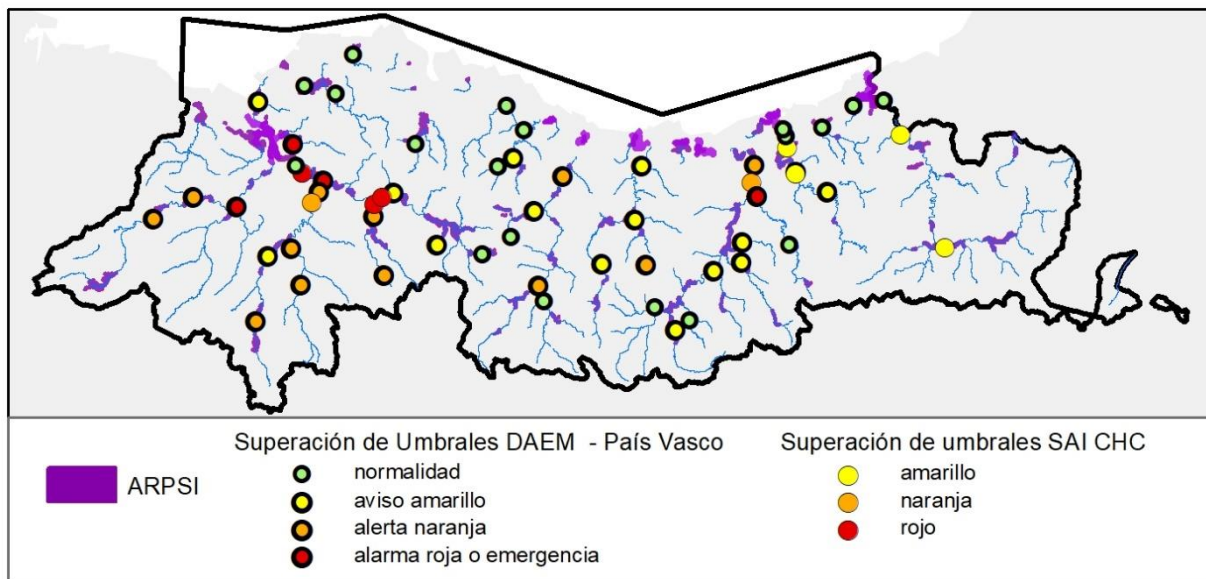 ARPSI
Superación de Umbrales DAEM - País Vasco
normalidad
aviso amarillo
alerta naranja
alarma roja o emergencia
Superación de umbrales SAI CHC
amarillo
naranja
rojo